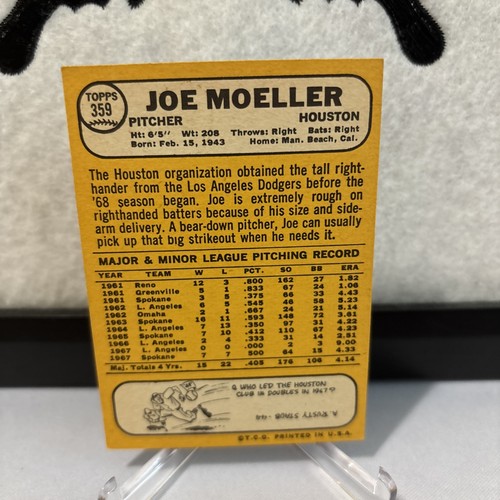 TOPPS
359
JOE MOELLER
PITCHER HOUSTON
Ht: 6'5" Wt: 208 Throws: Right Bats: Right
Born: Feb. 15, 1943 Home: Man. Beach, Cal.
The Houston organization obtained the tall right-
hander from the Los Angeles Dodgers before the
'68 season began. Joe is extremely rough on
righthanded batters because of his size and side-
arm delivery. A bear-down pitcher, Joe can usually
pick up that big strikeout when he needs it.
MAJOR & MINOR LEAGUE PITCHING RECORD
YEAR TEAM W L PCT. SO BB ERA
1961 Reno 12 3 .800 162 27 1.82
1961 Greenville 5 1 .833 67 24 1.06
1961 Spokane 3 5 .375 66 33 4.43
1962 L. Angeles 6 5 .545 46 58 5.23
1962 Omaha 2 1 .667 24 21 5.14
1963 Spokane 16 11 .593 148 72 3.61
1964 L. Angeles 7 13 .350 97 31 4.22
1965 Spokane 7 10 .412 110 67 4.23
1966 L. Angeles 2 4 .333 31 14 2.51
1967 L. Angeles 0 0 .000 2 3 9.00
1967 Spokane 7 7 .500 64 15 4.33
Maj. Totals 4 Yrs. 15 22 .405 176 106 4.14
Q. WHO LED THE HOUSTON
CLUB IN DOUBLES IN 1967?
A. RUSTY STAUB - 44
©T.C.G. PRINTED IN U.S.A.